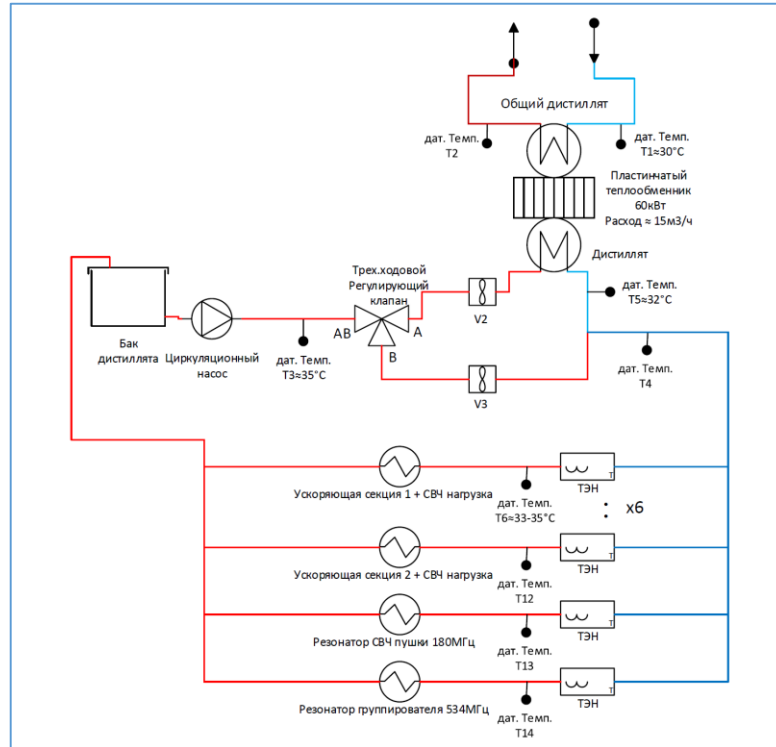 Общий дистиллят
дат. Темп.
T2
дат. Темп.
T1≈30°C
Пластинчатый
теплообменник
60кВт
Расход ≈ 15м3/ч
Дистиллят
Трех.ходовой
Регулирующий
клапан
дат. Темп.
T5≈32°C
V2
AB
A
B
Бак
дистиллята
Циркуляционный
насос
дат. Темп.
T3≈35°C
V3
дат. Темп.
T4
Ускоряющая секция 1 + СВЧ нагрузка
дат. Темп.
T6≈33-35°C
T
ТЭН
: x6
Ускоряющая секция 2 + СВЧ нагрузка
дат. Темп.
T12
T
ТЭН
Резонатор СВЧ пушки 180МГц
дат. Темп.
T13
T
ТЭН
Резонатор группирователя 534МГц
дат. Темп.
T14
T
ТЭН